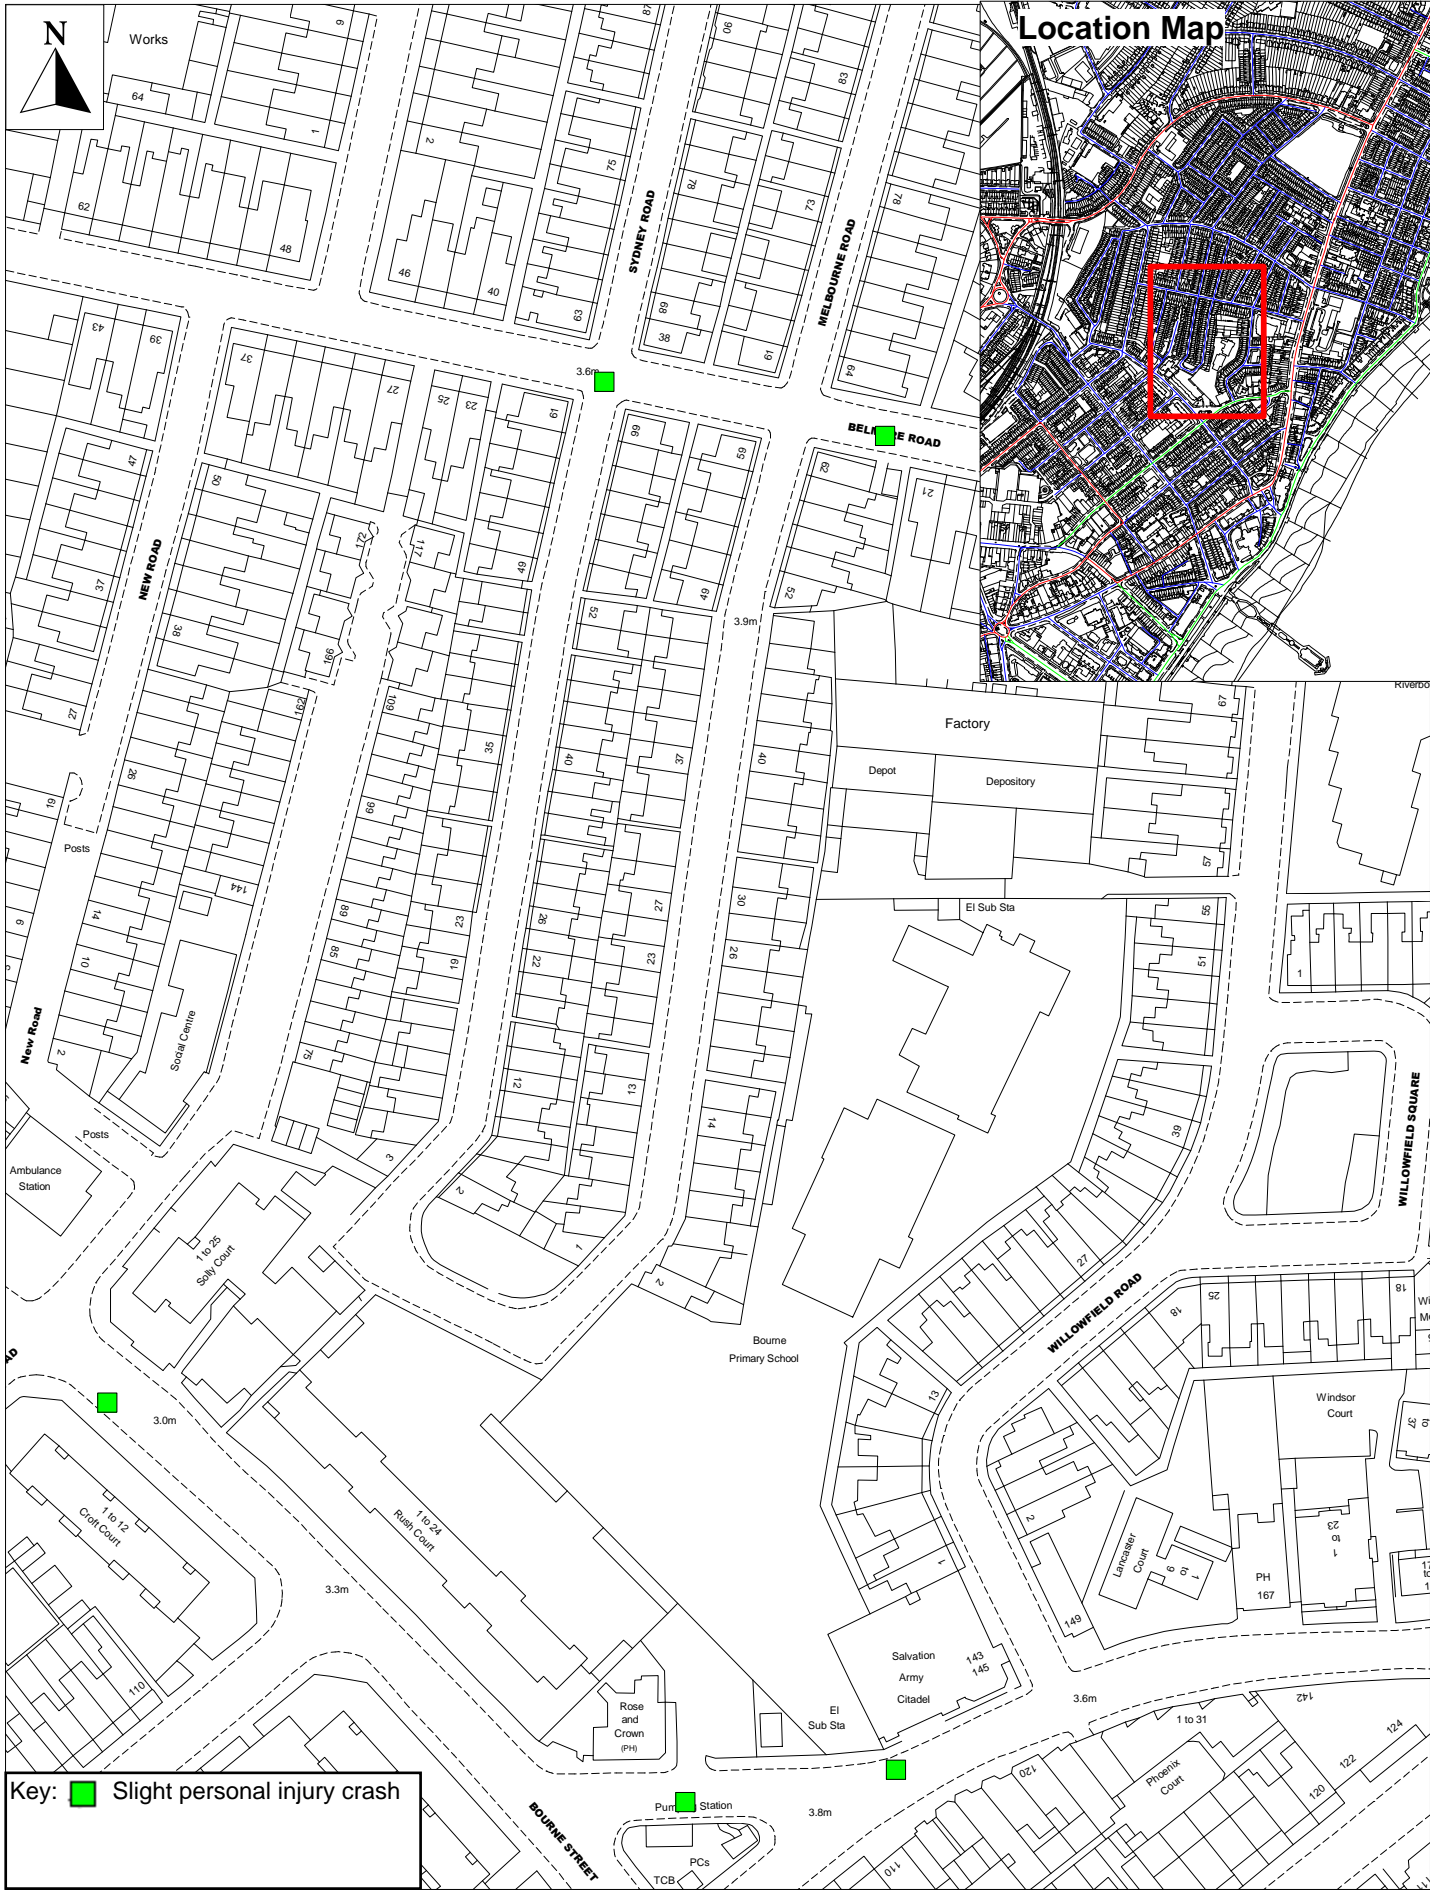 N
Location Map
Works
64
62
48
1
2
46
40
6
87
75
63
SYDNEY ROAD
90
83
78
73
68
38
61
MELBOURNE ROAD
78
64
43
39
37
27
25
23
61
3.6m
66
59
62
21
BELMORE ROAD
47
37
27
NEW ROAD
50
38
172
166
162
117
109
49
52
49
52
3.9m
35
40
37
40
Factory
Depot
Depository
67
57
Riverbo
19
Posts
9
26
14
10
2
144
99
89
85
75
23
19
26
22
12
27
23
13
30
26
14
El Sub Sta
55
51
39
1
New Road
Social Centre
Posts
Ambulance
Station
3
2
1
2
1 to 25
Solly Court
WILLOWFIELD SQUARE
27
WILLOWFIELD ROAD
18
25
18
Bourne
Primary School
13
1
2
Windsor
Court
37
to
3.0m
1 to 12
Croft Court
1 to 24
Rush Court
3.3m
110
Lancaster
Court
1
to
9
PH
167
23
to
1
149
Salvation
Army
Citadel
143
145
El
Sub Sta
Rose
and
Crown
(PH)
3.6m
142
1 to 31
Phoenix
Court
124
122
120
120
110
3.8m
Pumping Station
PCs
TCB
BOURNE STREET
Key: Slight personal injury crash